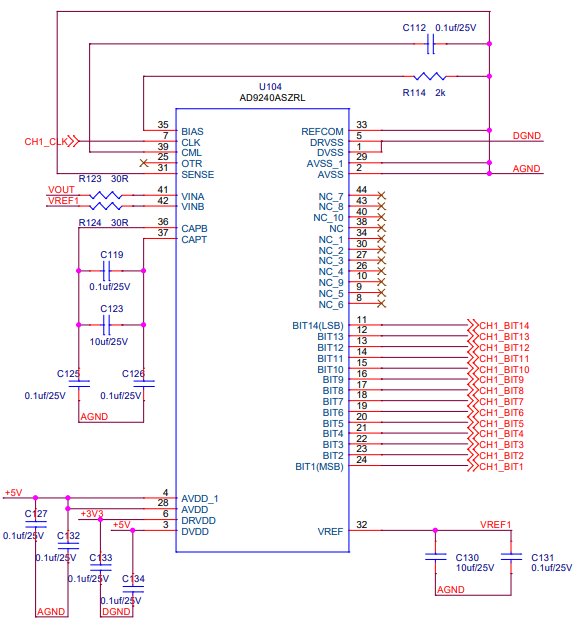 C112 0.1uf/25V
R114 2k
U104
AD9240ASZRL
35 BIAS
7 CLK
39 CML
25 OTR
31 SENSE
41 VINA
42 VINB
36 CAPB
37 CAPT
CH1_CLK
R123 30R
VOUT
VREF1
R124 30R
C119
0.1uf/25V
C123
10uf/25V
C125
0.1uf/25V
C126
0.1uf/25V
AGND
REFCOM 33
DRVSS 5
DVSS 1
AVSS_1 29
AVSS 2
DGND
AGND
NC_7 44
NC_8 43
NC_10 40
NC 38
NC_1 34
NC_2 30
NC_3 27
NC_4 26
NC_9 10
NC_5 9
NC_6 8
BIT14(LSB) 11 CH1_BIT14
BIT13 12 CH1_BIT13
BIT12 13 CH1_BIT12
BIT11 14 CH1_BIT11
BIT10 15 CH1_BIT10
BIT9 16 CH1_BIT9
BIT8 17 CH1_BIT8
BIT7 18 CH1_BIT7
BIT6 19 CH1_BIT6
BIT5 20 CH1_BIT5
BIT4 21 CH1_BIT4
BIT3 22 CH1_BIT3
BIT2 23 CH1_BIT2
BIT1(MSB) 24 CH1_BIT1
+5V
4 AVDD_1
28 AVDD
+3V3 6 DRVDD
+5V 3 DVDD
C127
0.1uf/25V
C132
0.1uf/25V
C133
0.1uf/25V
C134
0.1uf/25V
AGND
DGND
VREF 32
VREF1
C130
10uf/25V
C131
0.1uf/25V
AGND